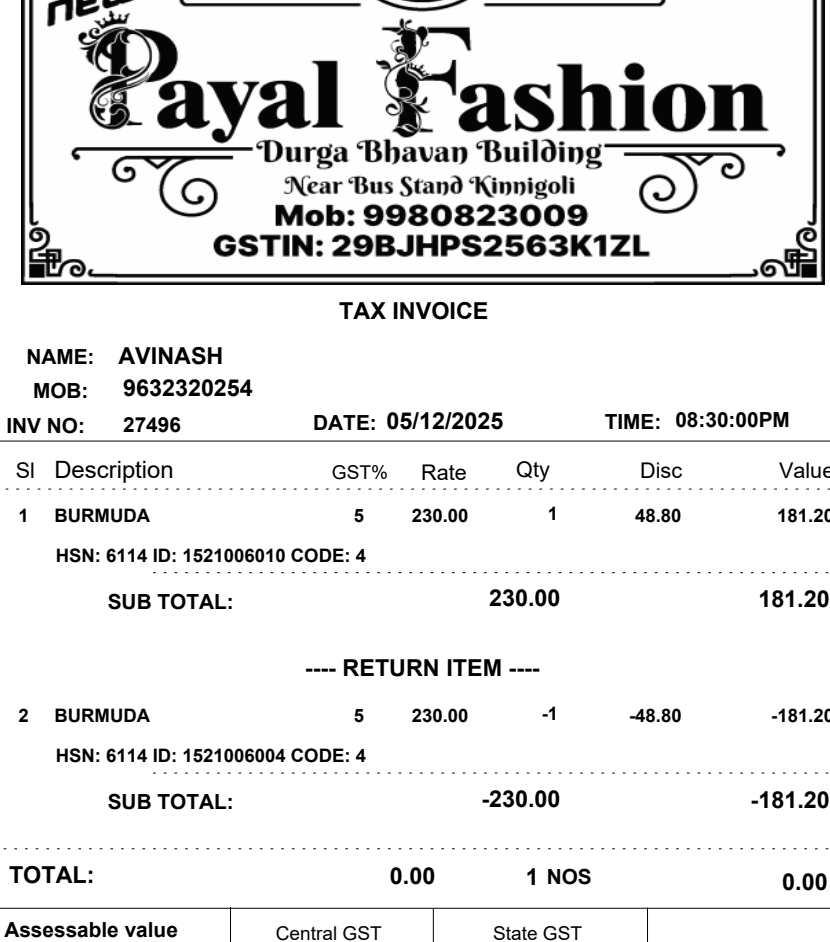 new
Payal Fashion
Durga Bhavan Building
Near Bus Stand Kinnigoli
Mob: 9980823009
GSTIN: 29BJHPS2563K1ZL
TAX INVOICE
NAME: AVINASH
MOB: 9632320254
INV NO: 27496 DATE: 05/12/2025 TIME: 08:30:00PM
Sl Description GST% Rate Qty Disc Value
1 BURMUDA 5 230.00 1 48.80 181.20
HSN: 6114 ID: 1521006010 CODE: 4
SUB TOTAL: 230.00 181.20
---- RETURN ITEM ----
2 BURMUDA 5 230.00 -1 -48.80 -181.20
HSN: 6114 ID: 1521006004 CODE: 4
SUB TOTAL: -230.00 -181.20
TOTAL: 0.00 1 NOS 0.00
Assessable value Central GST State GST